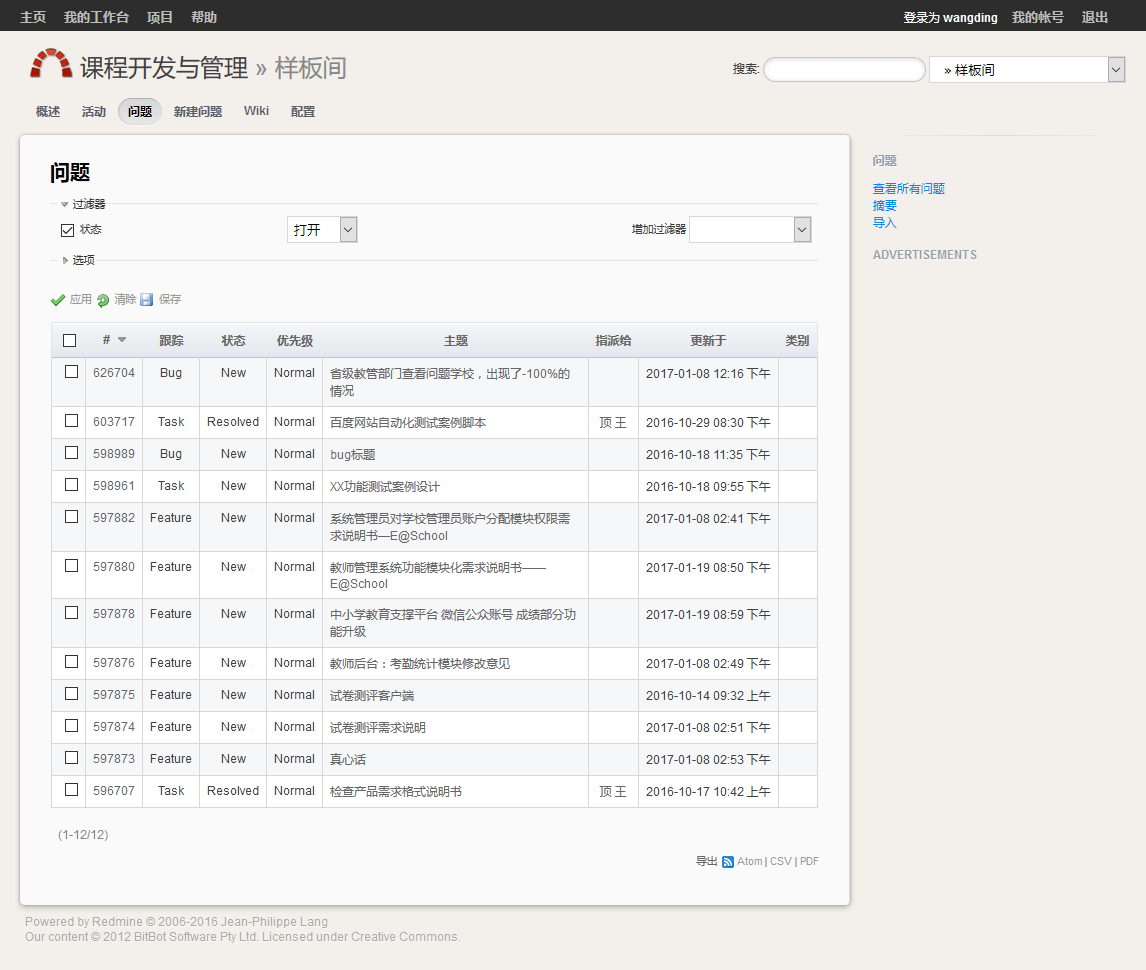 主页 我的工作台 项目 帮助 登录为 wangding 我的帐号 退出
课程开发与管理 » 样板间 搜索: » 样板间
概述 活动 问题 新建问题 Wiki 配置
问题
过滤器
状态 打开 增加过滤器
选项
应用 清除 保存
# 跟踪 状态 优先级 主题 指派给 更新于 类别
626704 Bug New Normal 省级教管部门查看问题学校，出现了-100%的 2017-01-08 12:16 下午
情况
603717 Task Resolved Normal 百度网站自动化测试案例脚本 顶 王 2016-10-29 08:30 下午
598989 Bug New Normal bug标题 2016-10-18 11:35 下午
598961 Task New Normal XX功能测试案例设计 2016-10-18 09:55 下午
597882 Feature New Normal 系统管理员对学校管理员账户分配模块权限需 2017-01-08 02:41 下午
求说明书—E@School
597880 Feature New Normal 教师管理系统功能模块化需求说明书—— 2017-01-19 08:50 下午
E@School
597878 Feature New Normal 中小学教育支撑平台 微信公众账号 成绩部分功 2017-01-19 08:59 下午
能升级
597876 Feature New Normal 教师后台：考勤统计模块修改意见 2017-01-08 02:49 下午
597875 Feature New Normal 试卷测评客户端 2016-10-14 09:32 上午
597874 Feature New Normal 试卷测评需求说明 2017-01-08 02:51 下午
597873 Feature New Normal 真心话 2017-01-08 02:53 下午
596707 Task Resolved Normal 检查产品需求格式说明书 顶 王 2016-10-17 10:42 上午
(1-12/12)
导出 Atom | CSV | PDF
问题
查看所有问题
摘要
导入
ADVERTISEMENTS
Powered by Redmine © 2006-2016 Jean-Philippe Lang
Our content © 2012 BitBot Software Pty Ltd. Licensed under Creative Commons.